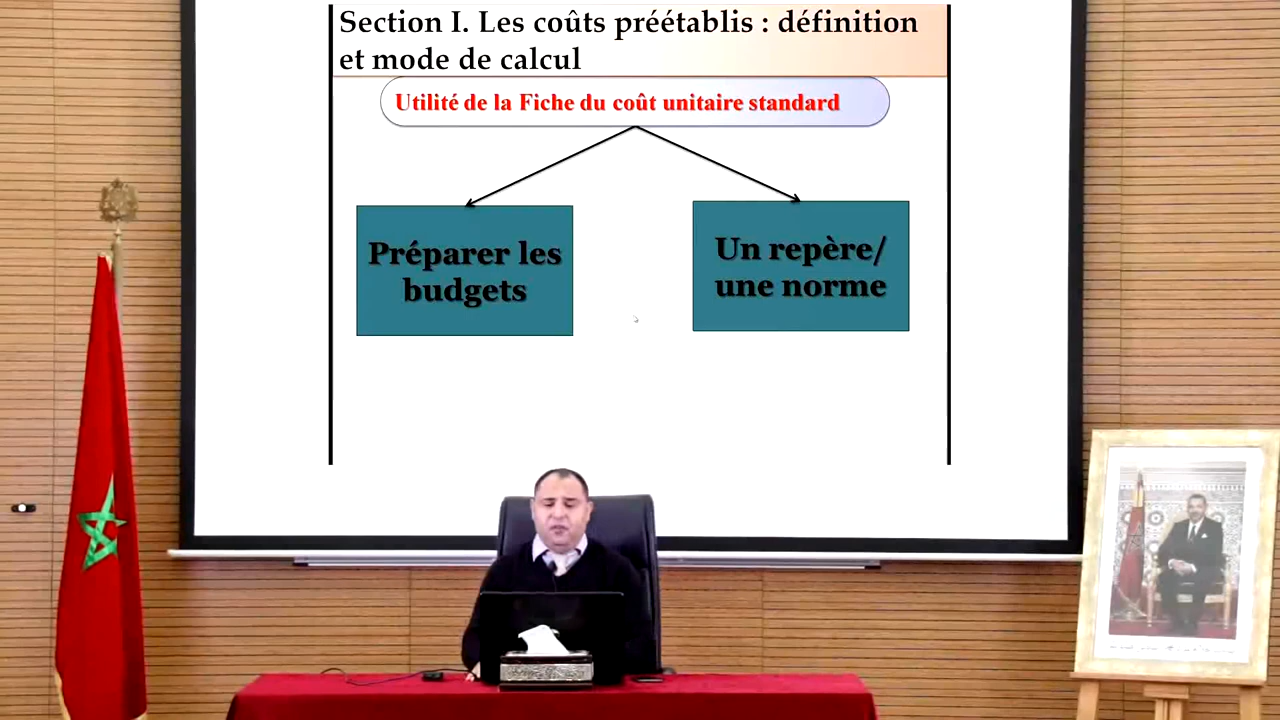 Section I. Les coûts préétablis : définition
et mode de calcul
Utilité de la Fiche du coût unitaire standard
Préparer les
budgets
Un repère/
une norme